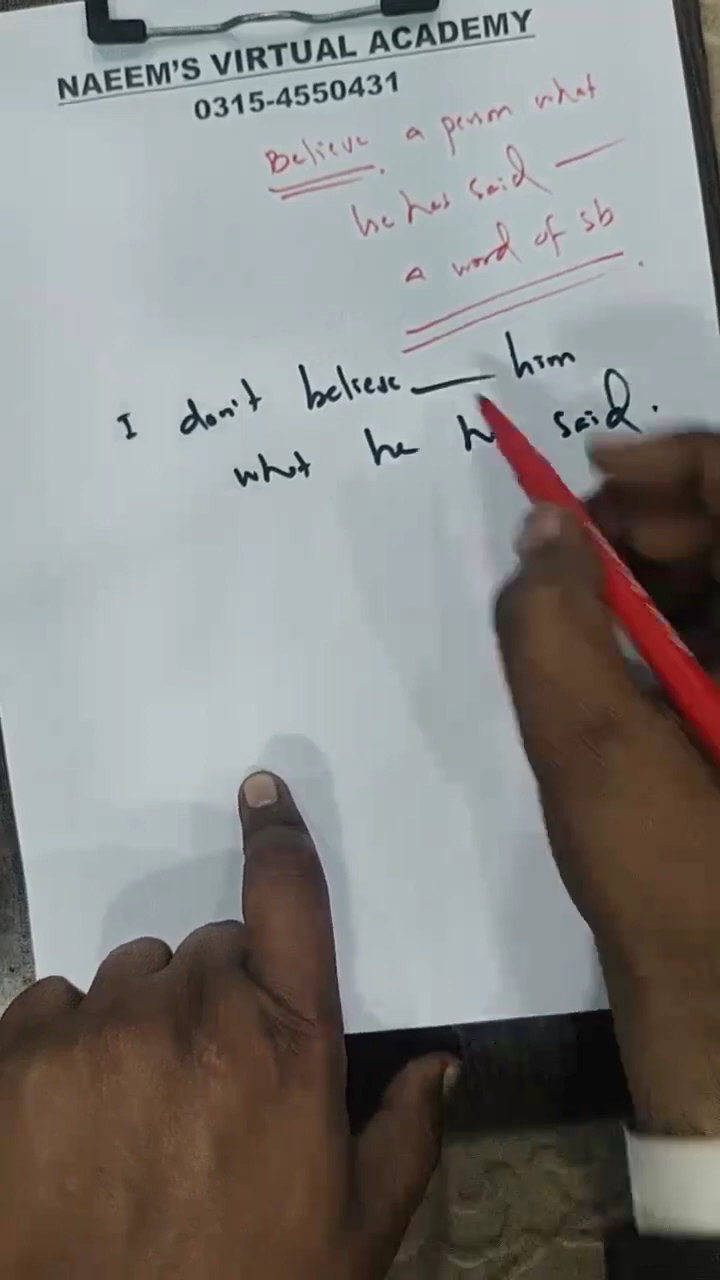 NAEEM'S VIRTUAL ACADEMY
0315-4550431
Believe a person what
he has said —
a word of sb
I don't believe ___ him
what he h said.